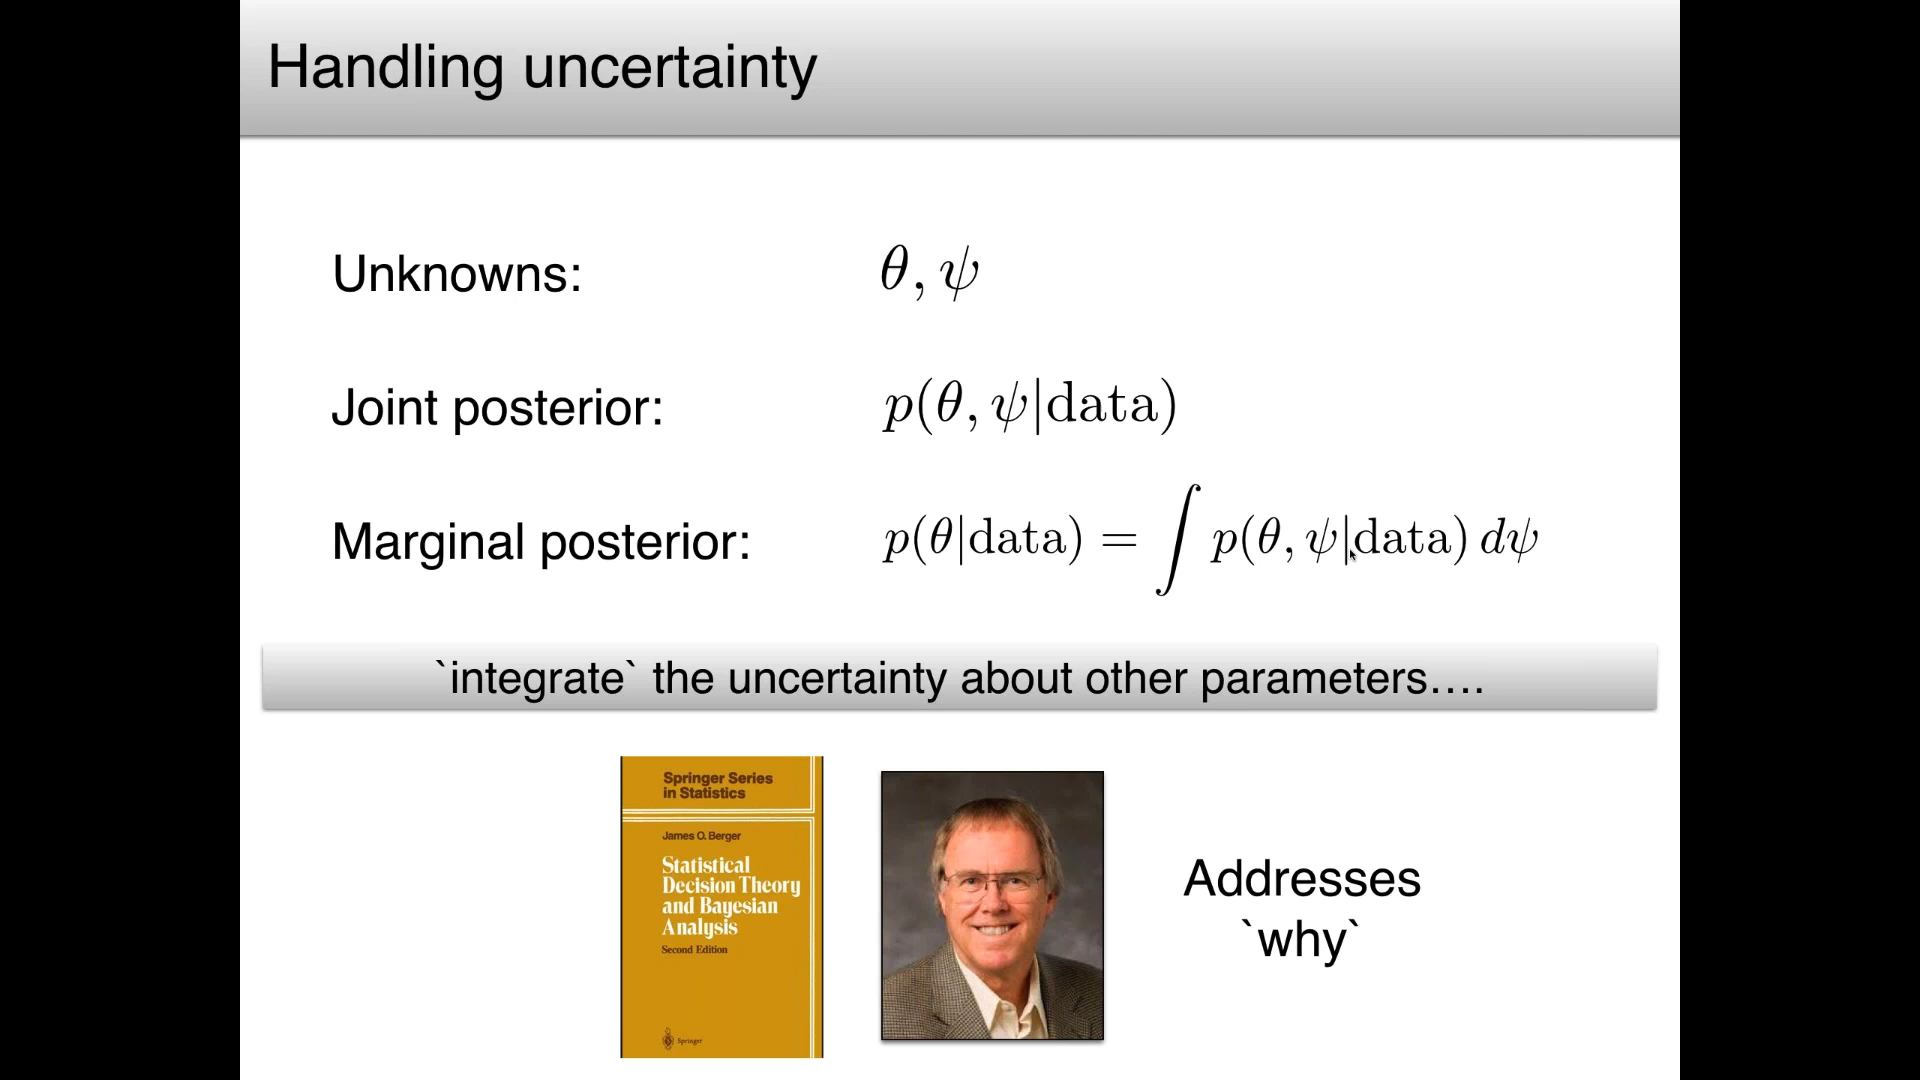 Handling uncertainty
Unknowns: θ, ψ
Joint posterior: p(θ, ψ|data)
Marginal posterior: p(θ|data) = ∫ p(θ, ψ|data) dψ
`integrate` the uncertainty about other parameters....
Springer Series
in Statistics
James O. Berger
Statistical
Decision Theory
and Bayesian
Analysis
Second Edition
Springer
Addresses
`why`